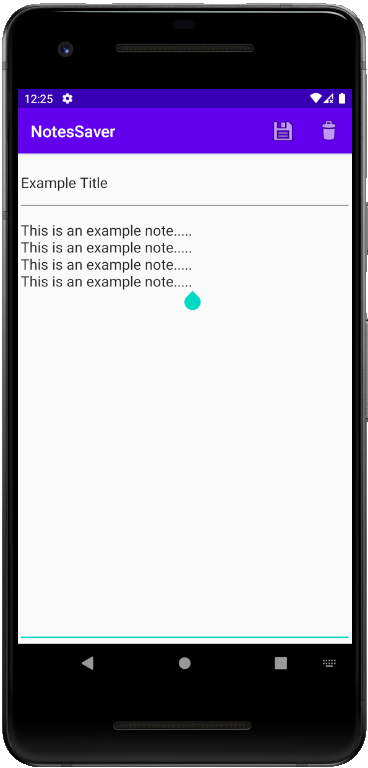 12:25
NotesSaver
Example Title
This is an example note.....
This is an example note.....
This is an example note.....
This is an example note.....